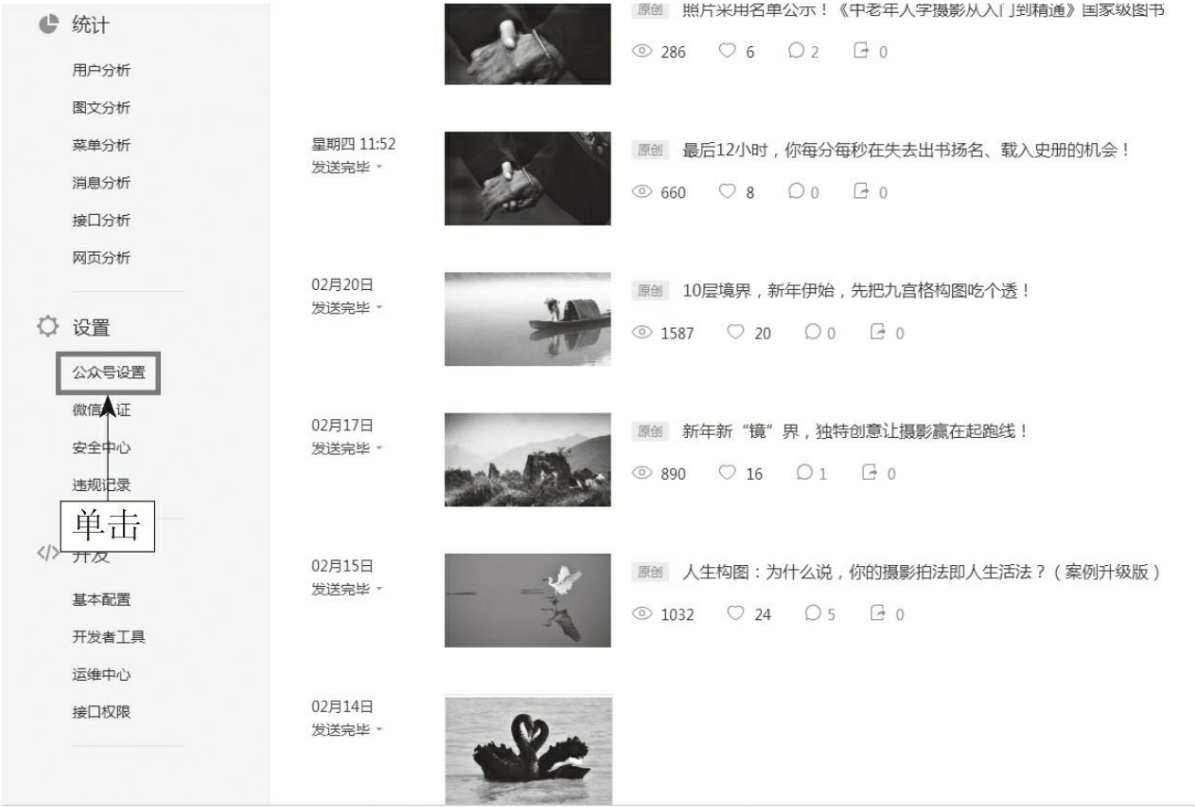 统计
用户分析
图文分析
菜单分析
消息分析
接口分析
网页分析
设置
公众号设置
微信 证
安全中心
违规记录
单击
开发
基本配置
开发者工具
运维中心
接口权限
原创 照片采用名单公示！《中老年人学摄影从入门到精通》国家级图书
286 6 2 0
星期四 11:52
发送完毕
原创 最后12小时，你每分每秒在失去出书扬名、载入史册的机会！
660 8 0 0
02月20日
发送完毕
原创 10层境界，新年伊始，先把九宫格构图吃个透！
1587 20 0 0
02月17日
发送完毕
原创 新年新“镜”界，独特创意让摄影赢在起跑线！
890 16 1 0
02月15日
发送完毕
原创 人生构图：为什么说，你的摄影拍法即人生活法？（案例升级版）
1032 24 5 0
02月14日
发送完毕